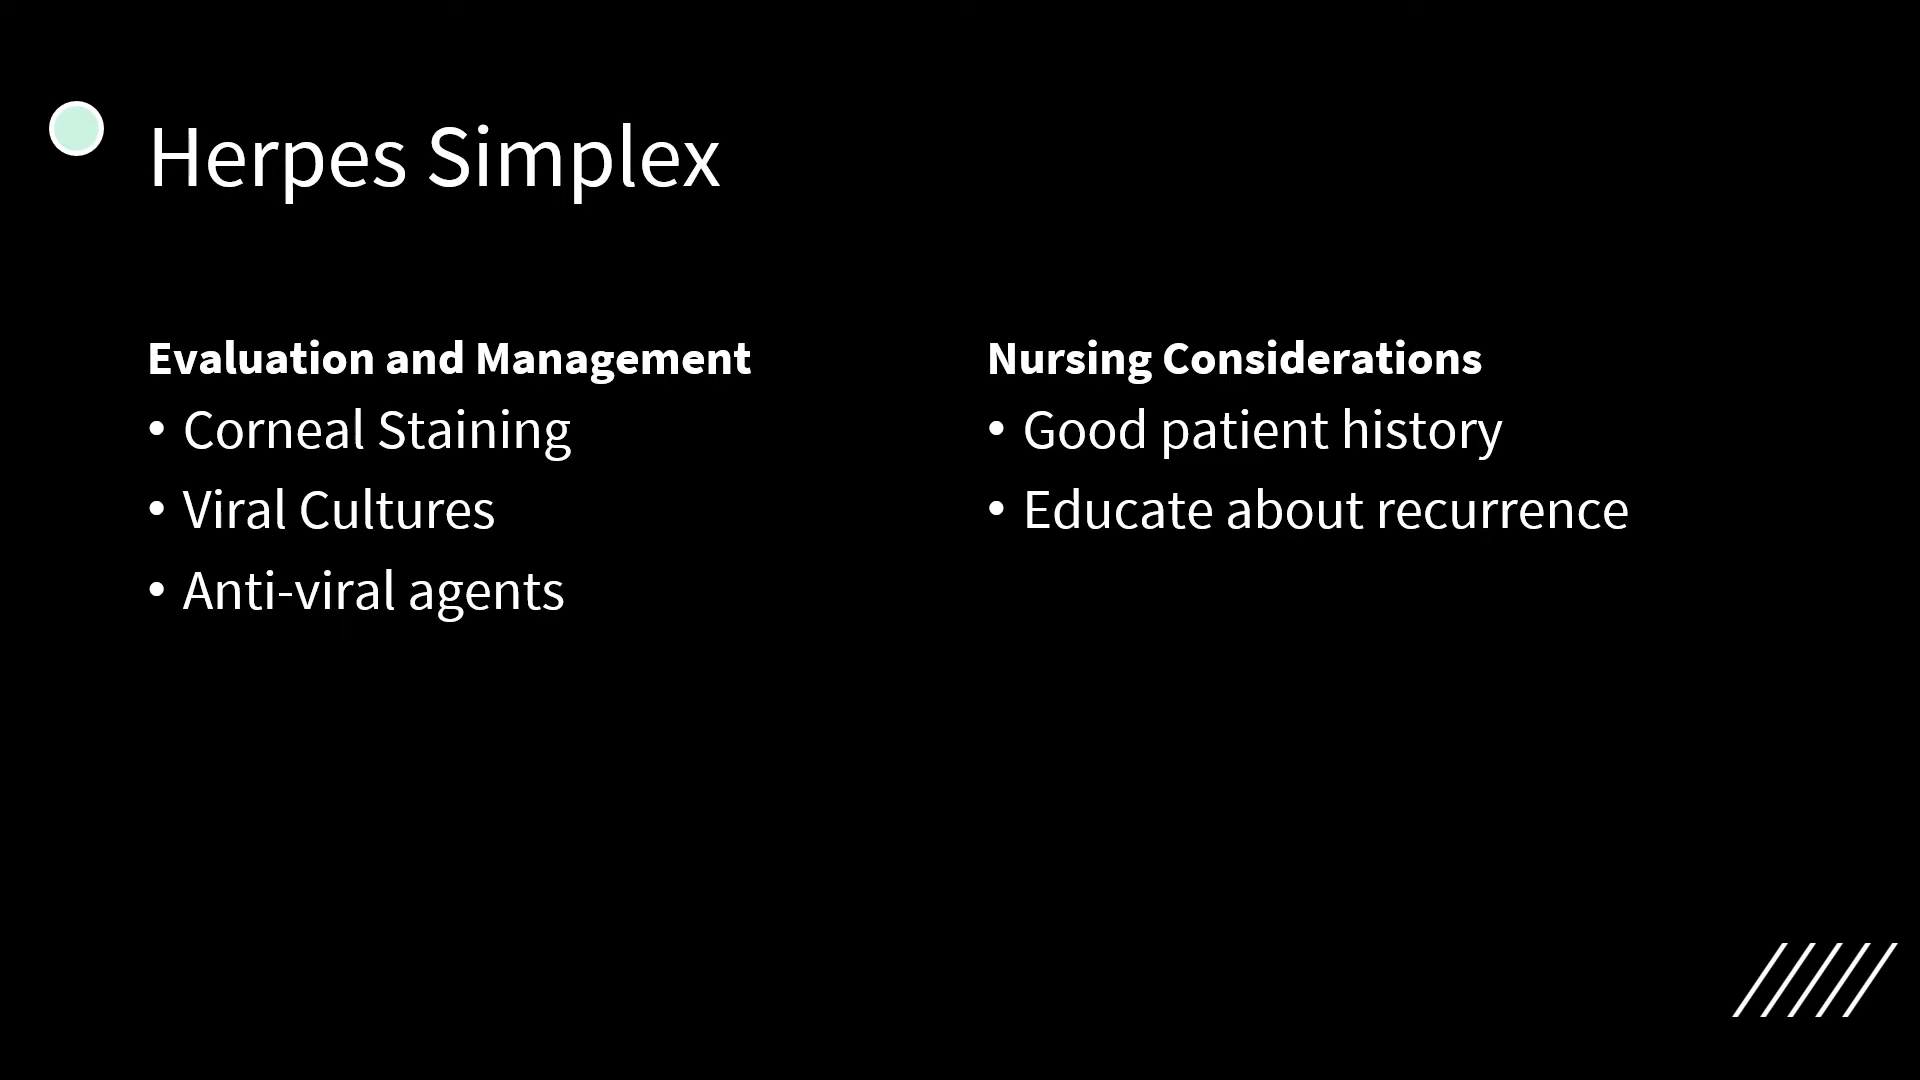 Herpes Simplex
Evaluation and Management
• Corneal Staining
• Viral Cultures
• Anti-viral agents
Nursing Considerations
• Good patient history
• Educate about recurrence